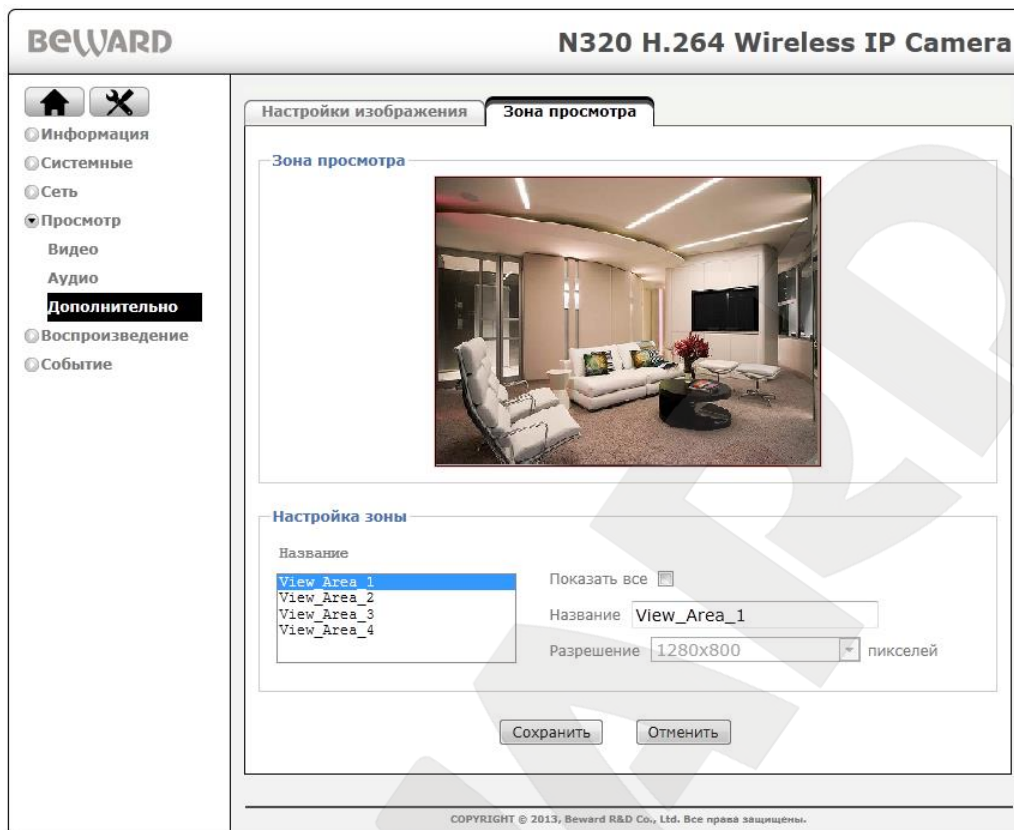 BEWARD
N320 H.264 Wireless IP Camera
Информация
Системные
Сеть
Просмотр
Видео
Аудио
Дополнительно
Воспроизведение
Событие
Настройки изображения
Зона просмотра
Зона просмотра
Настройка зоны
Название
View_Area_1
View_Area_2
View_Area_3
View_Area_4
Показать все
Название View_Area_1
Разрешение 1280x800 пикселей
Сохранить Отменить
COPYRIGHT © 2013, Beward R&D Co., Ltd. Все права защищены.